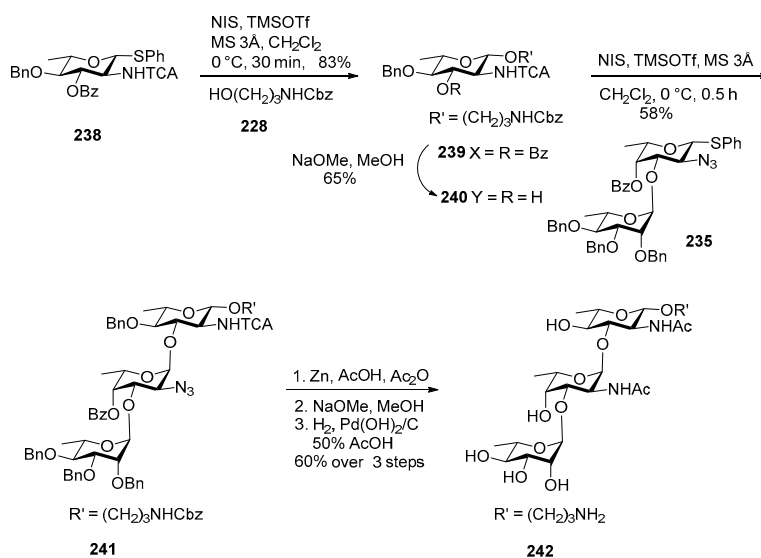 NIS, TMSOTf
MS 3Å, CH2Cl2
0 °C, 30 min, 83%
HO(CH2)3NHCbz
228
O
SPh
BnO
NHTCA
OBz
238
O
OR'
BnO
NHTCA
OR
R' = (CH2)3NHCbz
239 X = R = Bz
240 Y = R = H
NaOMe, MeOH
65%
NIS, TMSOTf, MS 3Å
CH2Cl2, 0 °C, 0.5 h
58%
O
SPh
N3
BzO
O
O
BnO
BnO
OBn
235
O
OR'
BnO
NHTCA
O
O
N3
BzO
O
O
BnO
BnO
OBn
R' = (CH2)3NHCbz
241
1. Zn, AcOH, Ac2O
2. NaOMe, MeOH
3. H2, Pd(OH)2/C
50% AcOH
60% over 3 steps
O
OR'
HO
NHAc
O
O
NHAc
HO
O
O
HO
HO
OH
R' = (CH2)3NH2
242